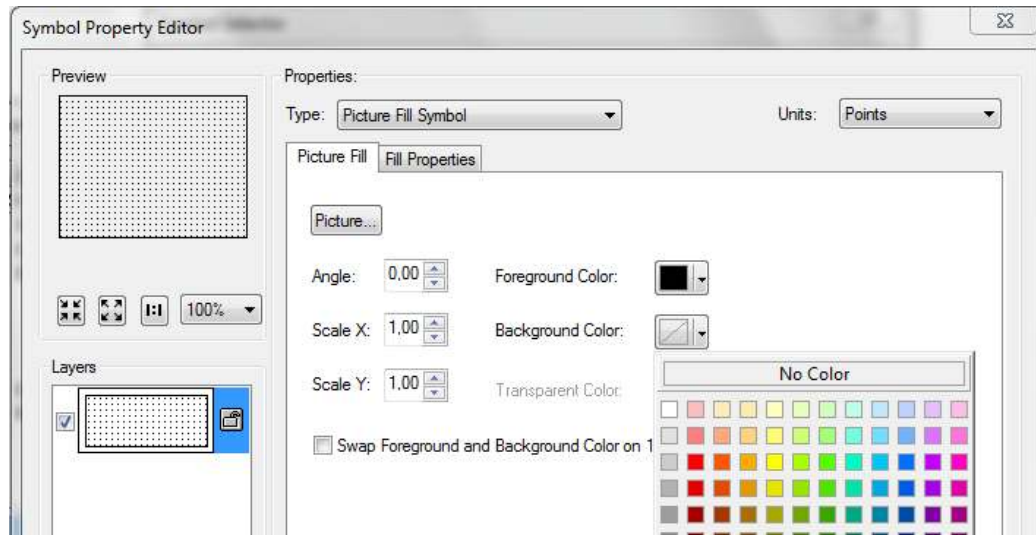 Symbol Property Editor
Preview
Properties:
Type: Picture Fill Symbol
Units: Points
Picture Fill
Fill Properties
Picture...
Angle: 0,00
Foreground Color:
1:1
100%
Scale X: 1,00
Background Color:
Layers
No Color
Scale Y: 1,00
Transparent Color:
Swap Foreground and Background Color on 1